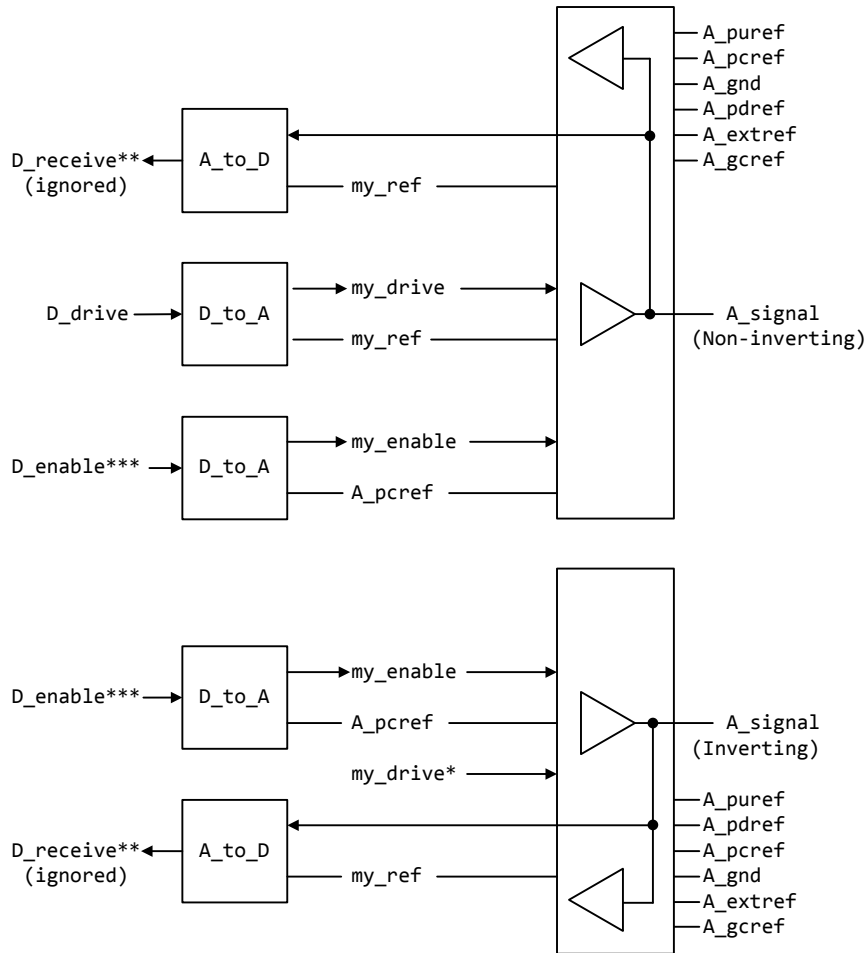 A_puref
A_pcref
A_gnd
A_pdref
A_extref
A_gcref
D_receive**
(ignored)
A_to_D
my_ref
D_drive
D_to_A
my_drive
my_ref
A_signal
(Non-inverting)
D_enable***
D_to_A
my_enable
A_pcref
D_enable***
D_to_A
my_enable
A_pcref
my_drive*
A_signal
(Inverting)
D_receive**
(ignored)
A_to_D
my_ref
A_puref
A_pdref
A_pcref
A_gnd
A_extref
A_gcref